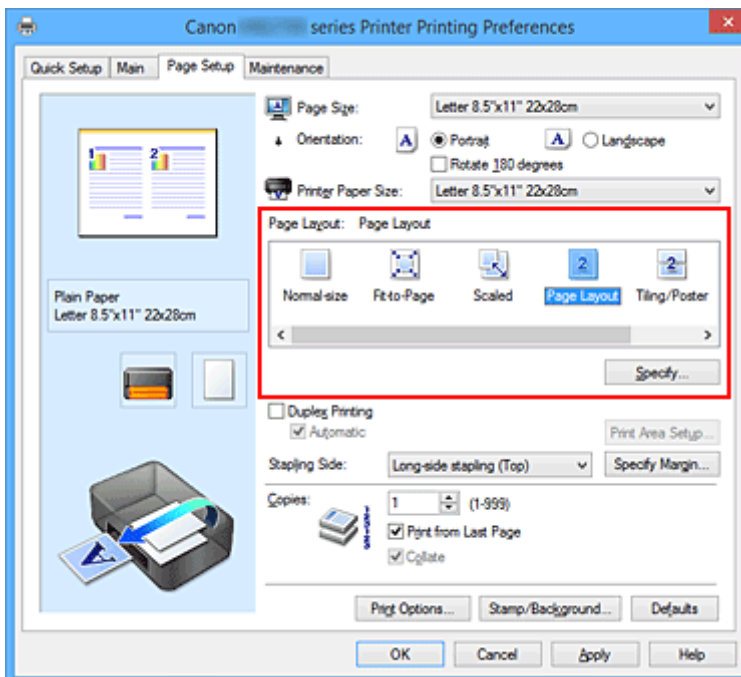 Canon series Printer Printing Preferences
Quick Setup Main Page Setup Maintenance
Page Size: Letter 8.5"x11" 22x28cm
Orientation: A Portrait A Landscape
Rotate 180 degrees
Printer Paper Size: Letter 8.5"x11" 22x28cm
1 2
Page Layout: Page Layout
2 2
Normal-size Fit-to-Page Scaled Page Layout Tiling/Poster
Plain Paper
Letter 8.5"x11" 22x28cm
Specify...
Duplex Printing
Automatic Print Area Setup...
Stapling Side: Long-side stapling (Top) Specify Margin...
Copies: 1 (1-999)
Print from Last Page
Collate
A
Print Options... Stamp/Background... Defaults
OK Cancel Apply Help